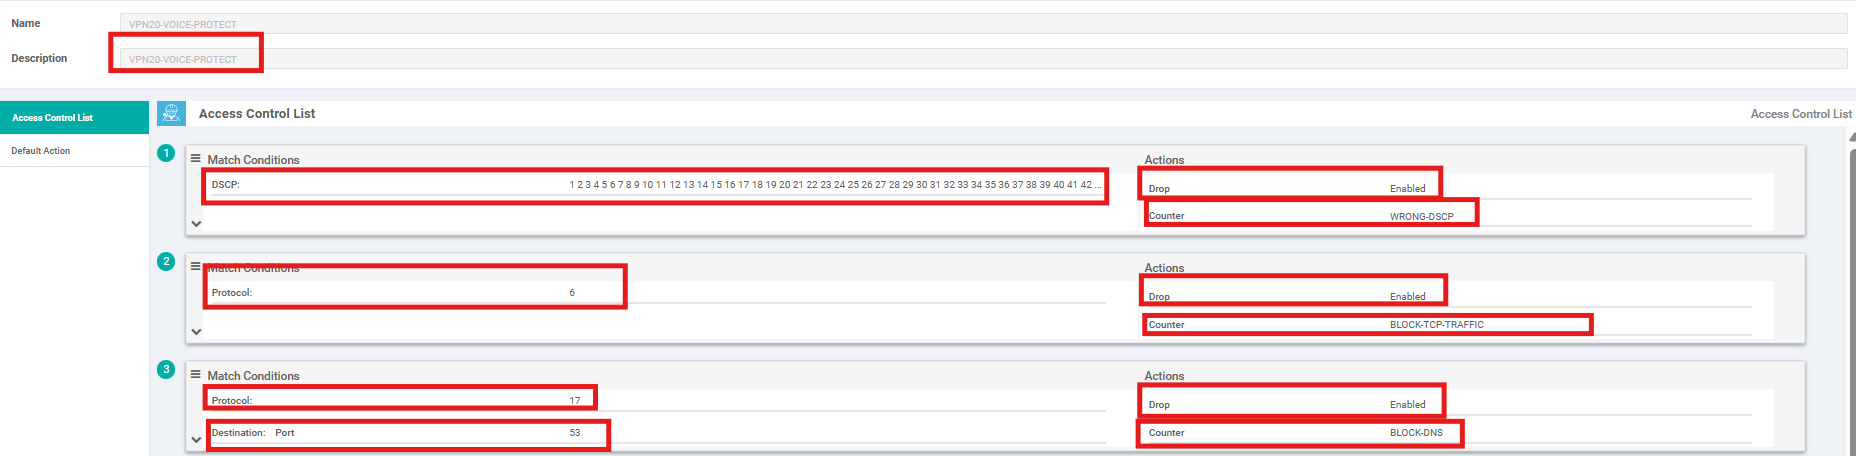 Name VPN20-VOICE-PROTECT
Description VPN20-VOICE-PROTECT
Access Control List
Default Action
Access Control List Access Control List
1 Match Conditions Actions
DSCP: 1 2 3 4 5 6 7 8 9 10 11 12 13 14 15 16 17 18 19 20 21 22 23 24 25 26 27 28 29 30 31 32 33 34 35 36 37 38 39 40 41 42 ... Drop Enabled
Counter WRONG-DSCP
2 Match Conditions Actions
Protocol: 6 Drop Enabled
Counter BLOCK-TCP-TRAFFIC
3 Match Conditions Actions
Protocol: 17 Drop Enabled
Destination: Port 53 Counter BLOCK-DNS